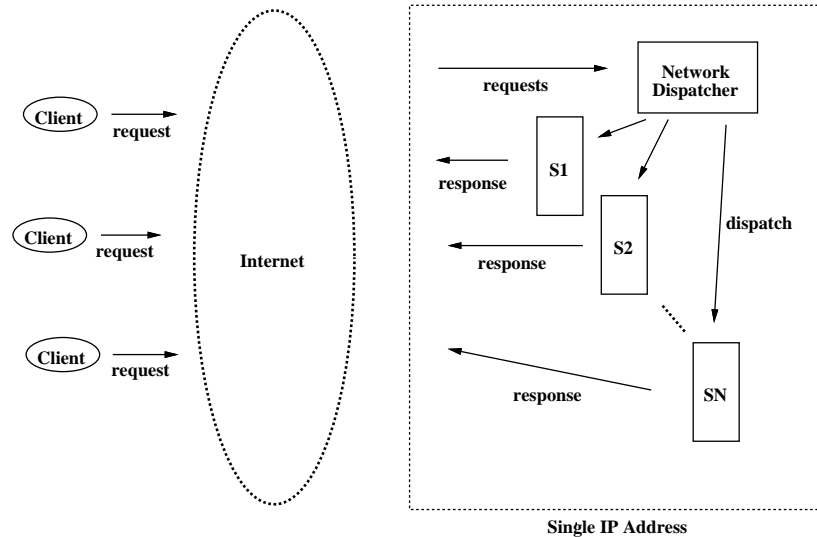 Client
request
Client
request
Client
request
Internet
requests
Network
Dispatcher
S1
response
S2
response
dispatch
SN
response
Single IP Address